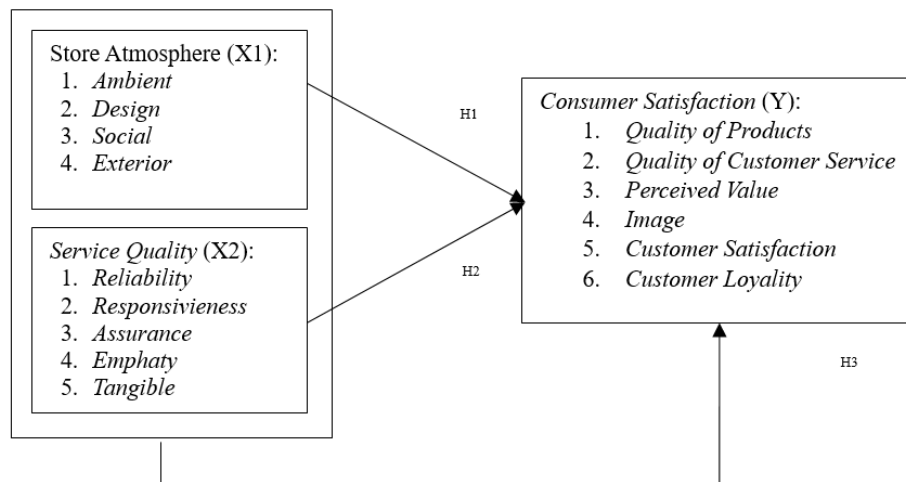 Store Atmosphere (X1):
1. Ambient
2. Design
3. Social
4. Exterior
Service Quality (X2):
1. Reliability
2. Responsivieness
3. Assurance
4. Emphaty
5. Tangible
H1
H2
Consumer Satisfaction (Y):
1. Quality of Products
2. Quality of Customer Service
3. Perceived Value
4. Image
5. Customer Satisfaction
6. Customer Loyality
H3